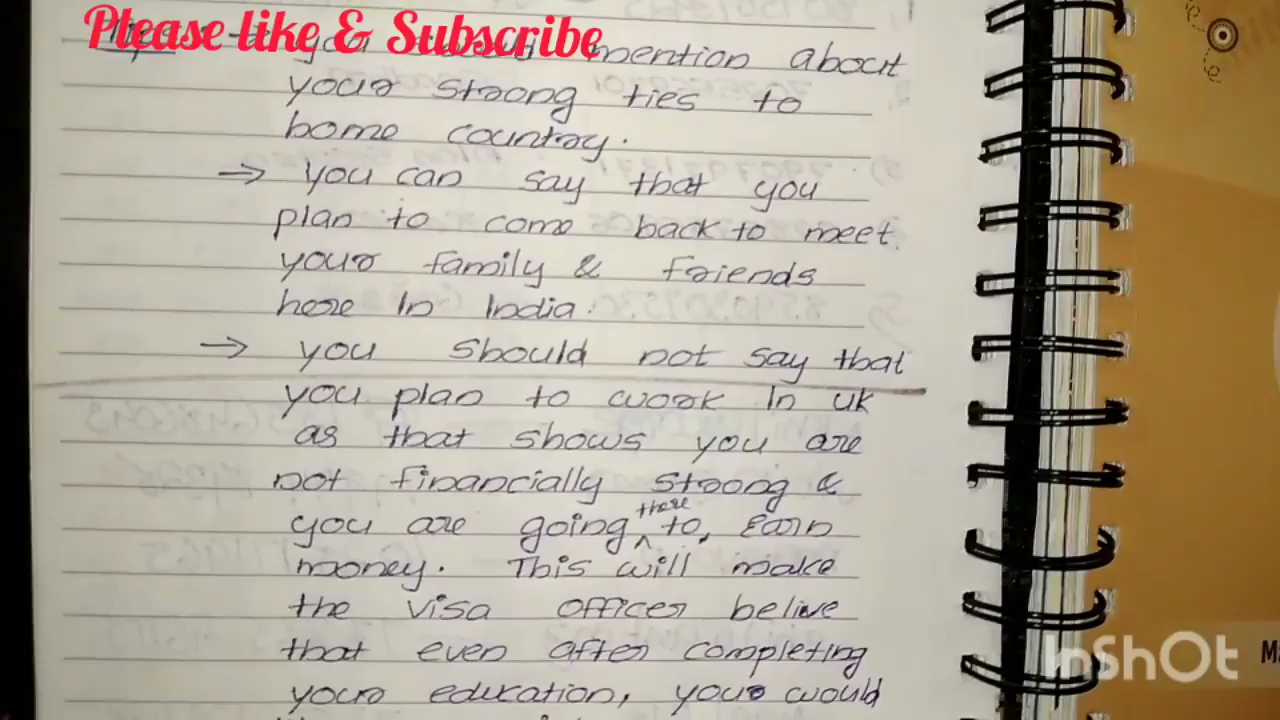 Please like & Subscribe
you mention about
your strong ties to
home country.
→ you can say that you
plan to come back to meet.
your family & friends
here In India.
→ you should not say that
you plan to work In uk
as that shows you are
not financially strong &
you are going there to, Earn
money. This will make
the visa officer belive
that even after completing
your education, you would
InShOt